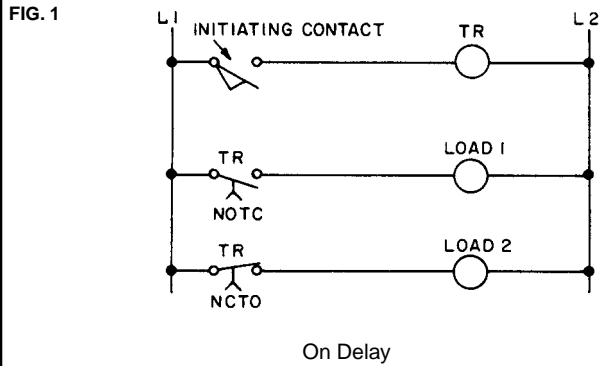 FIG. 1
L1
L2
INITIATING CONTACT
TR
TR
LOAD 1
NOTC
TR
LOAD 2
NCTO
On Delay